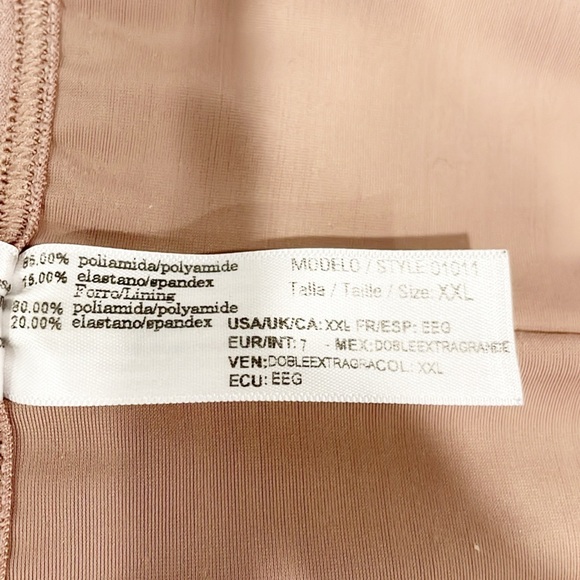 85.00% poliamida/polyamide
15.00% elastano/spandex
Forro/Lining
80.00% poliamida/polyamide
20.00% elastano/spandex
MODELO / STYLE 01011
Talla / Taille / Size: XXL
USA/UK/CA: XXL FR/ESP: EEG
EUR/INT: 7 - MEX:DOBLEEXTRAGRANDE
VEN:DOBLEEXTRAGRACOL: XXL
ECU: EEG